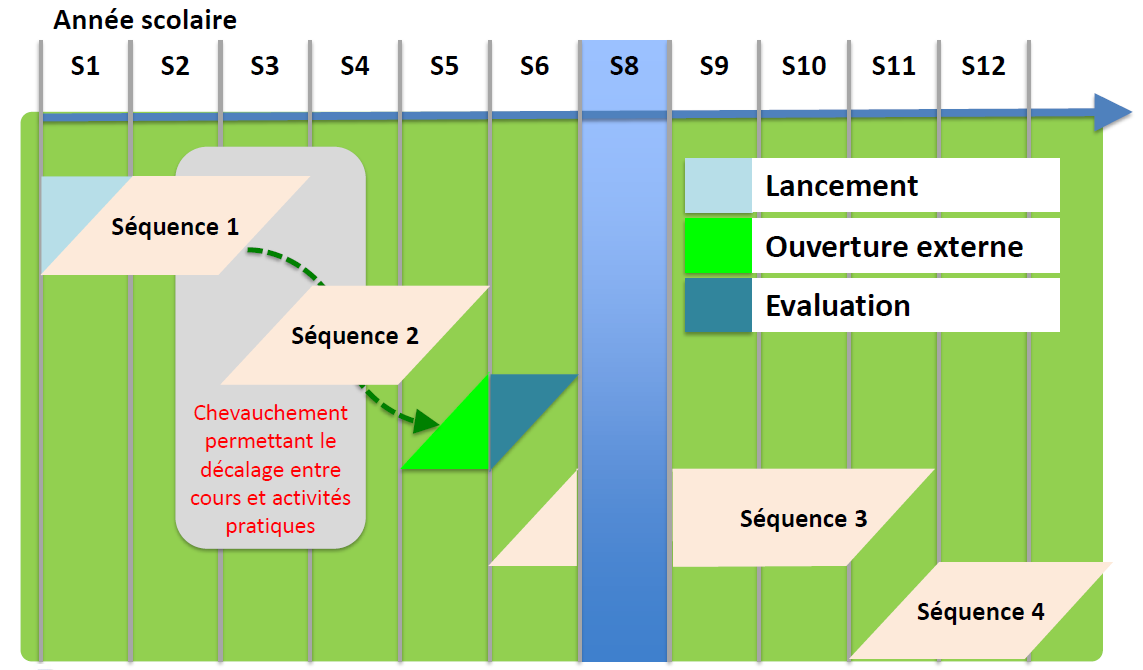 Année scolaire
S1 S2 S3 S4 S5 S6 S8 S9 S10 S11 S12
Lancement
Séquence 1
Ouverture externe
Evaluation
Séquence 2
Chevauchement
permettant le
décalage entre
cours et activités
pratiques
Séquence 3
Séquence 4